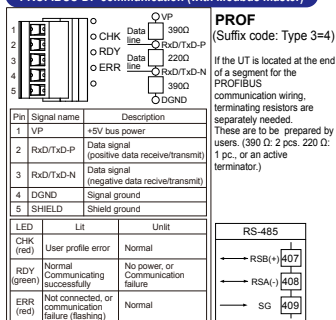 PROF
(Suffix code: Type 3=4)
If the UT is located at the end
of a segment for the
PROFIBUS
communication wiring,
terminating resistors are
separately needed.
These are to be prepared by
users. (390 Ω: 2 pcs. 220 Ω:
1 pc., or an active
terminator.)
1
2
3
4
5
CHK
RDY
ERR
VP
390Ω
Data line
RxD/TxD-P
220Ω
Data line
RxD/TxD-N
390Ω
DGND
Pin Signal name Description
1 VP +5V bus power
2 RxD/TxD-P Data signal
(positive data receive/transmit)
3 RxD/TxD-N Data signal
(negative data recive/transmit)
4 DGND Signal ground
5 SHIELD Shield ground
LED Lit Unlit
CHK
(red) User profile error Normal
RDY
(green) Normal
Communicating
successfully No power, or
Communication
failure
ERR
(red) Not connected, or
communication
failure (flashing) Normal
RS-485
RSB(+) 407
RSA(-) 408
SG 409